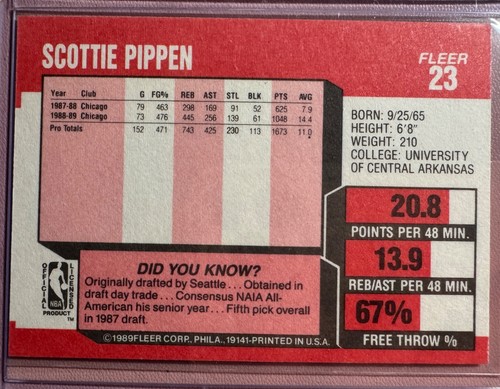 SCOTTIE PIPPEN
FLEER
23
Year Club G FG% REB AST STL BLK PTS AVG
1987-88 Chicago 79 463 298 169 91 52 625 7.9
1988-89 Chicago 73 476 445 256 139 61 1048 14.4
Pro Totals 152 471 743 425 230 113 1673 11.0
BORN: 9/25/65
HEIGHT: 6'8"
WEIGHT: 210
COLLEGE: UNIVERSITY
OF CENTRAL ARKANSAS
20.8
POINTS PER 48 MIN.
13.9
REB/AST PER 48 MIN.
67%
FREE THROW %
OFFICIAL LICENSED
NBA
PRODUCT™
DID YOU KNOW?
Originally drafted by Seattle...Obtained in
draft day trade...Consensus NAIA All-
American his senior year...Fifth pick overall
in 1987 draft.
©1989FLEER CORP., PHILA., 19141-PRINTED IN U.S.A.